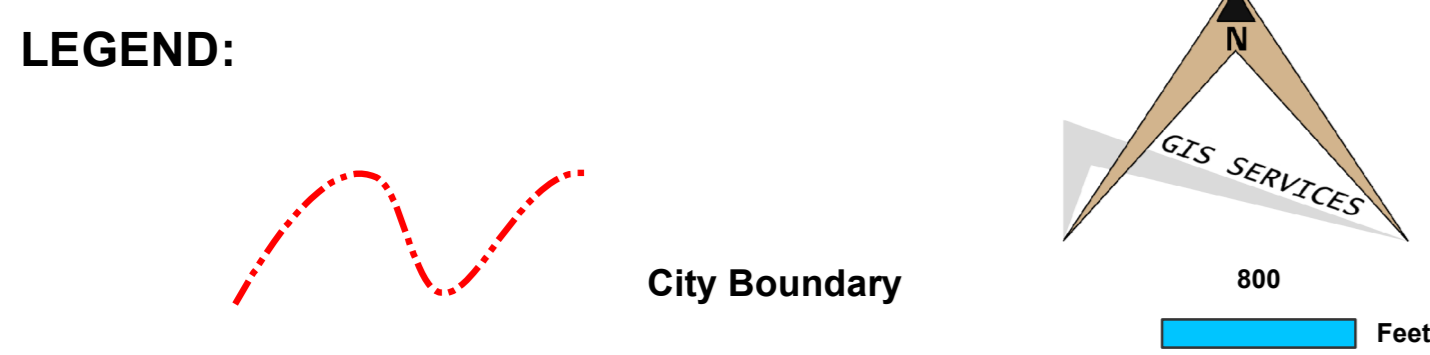 LEGEND:
N
GIS SERVICES
City Boundary
800
Feet